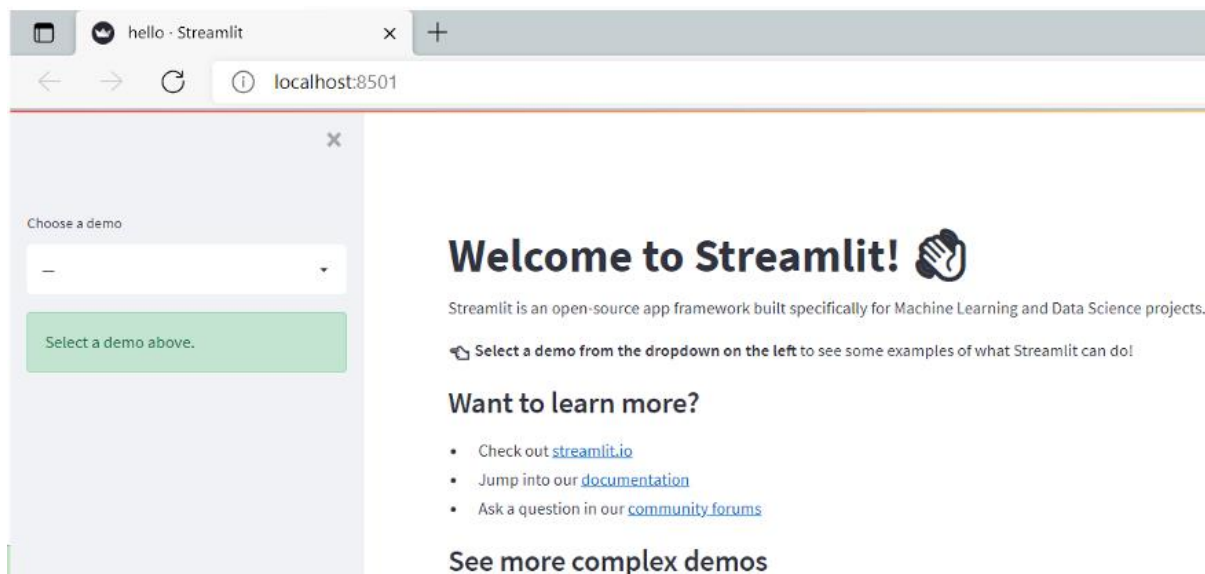 hello · Streamlit
localhost:8501
Choose a demo
—
Select a demo above.
Welcome to Streamlit!
Streamlit is an open-source app framework built specifically for Machine Learning and Data Science projects.
Select a demo from the dropdown on the left to see some examples of what Streamlit can do!
Want to learn more?
• Check out streamlit.io
• Jump into our documentation
• Ask a question in our community forums
See more complex demos